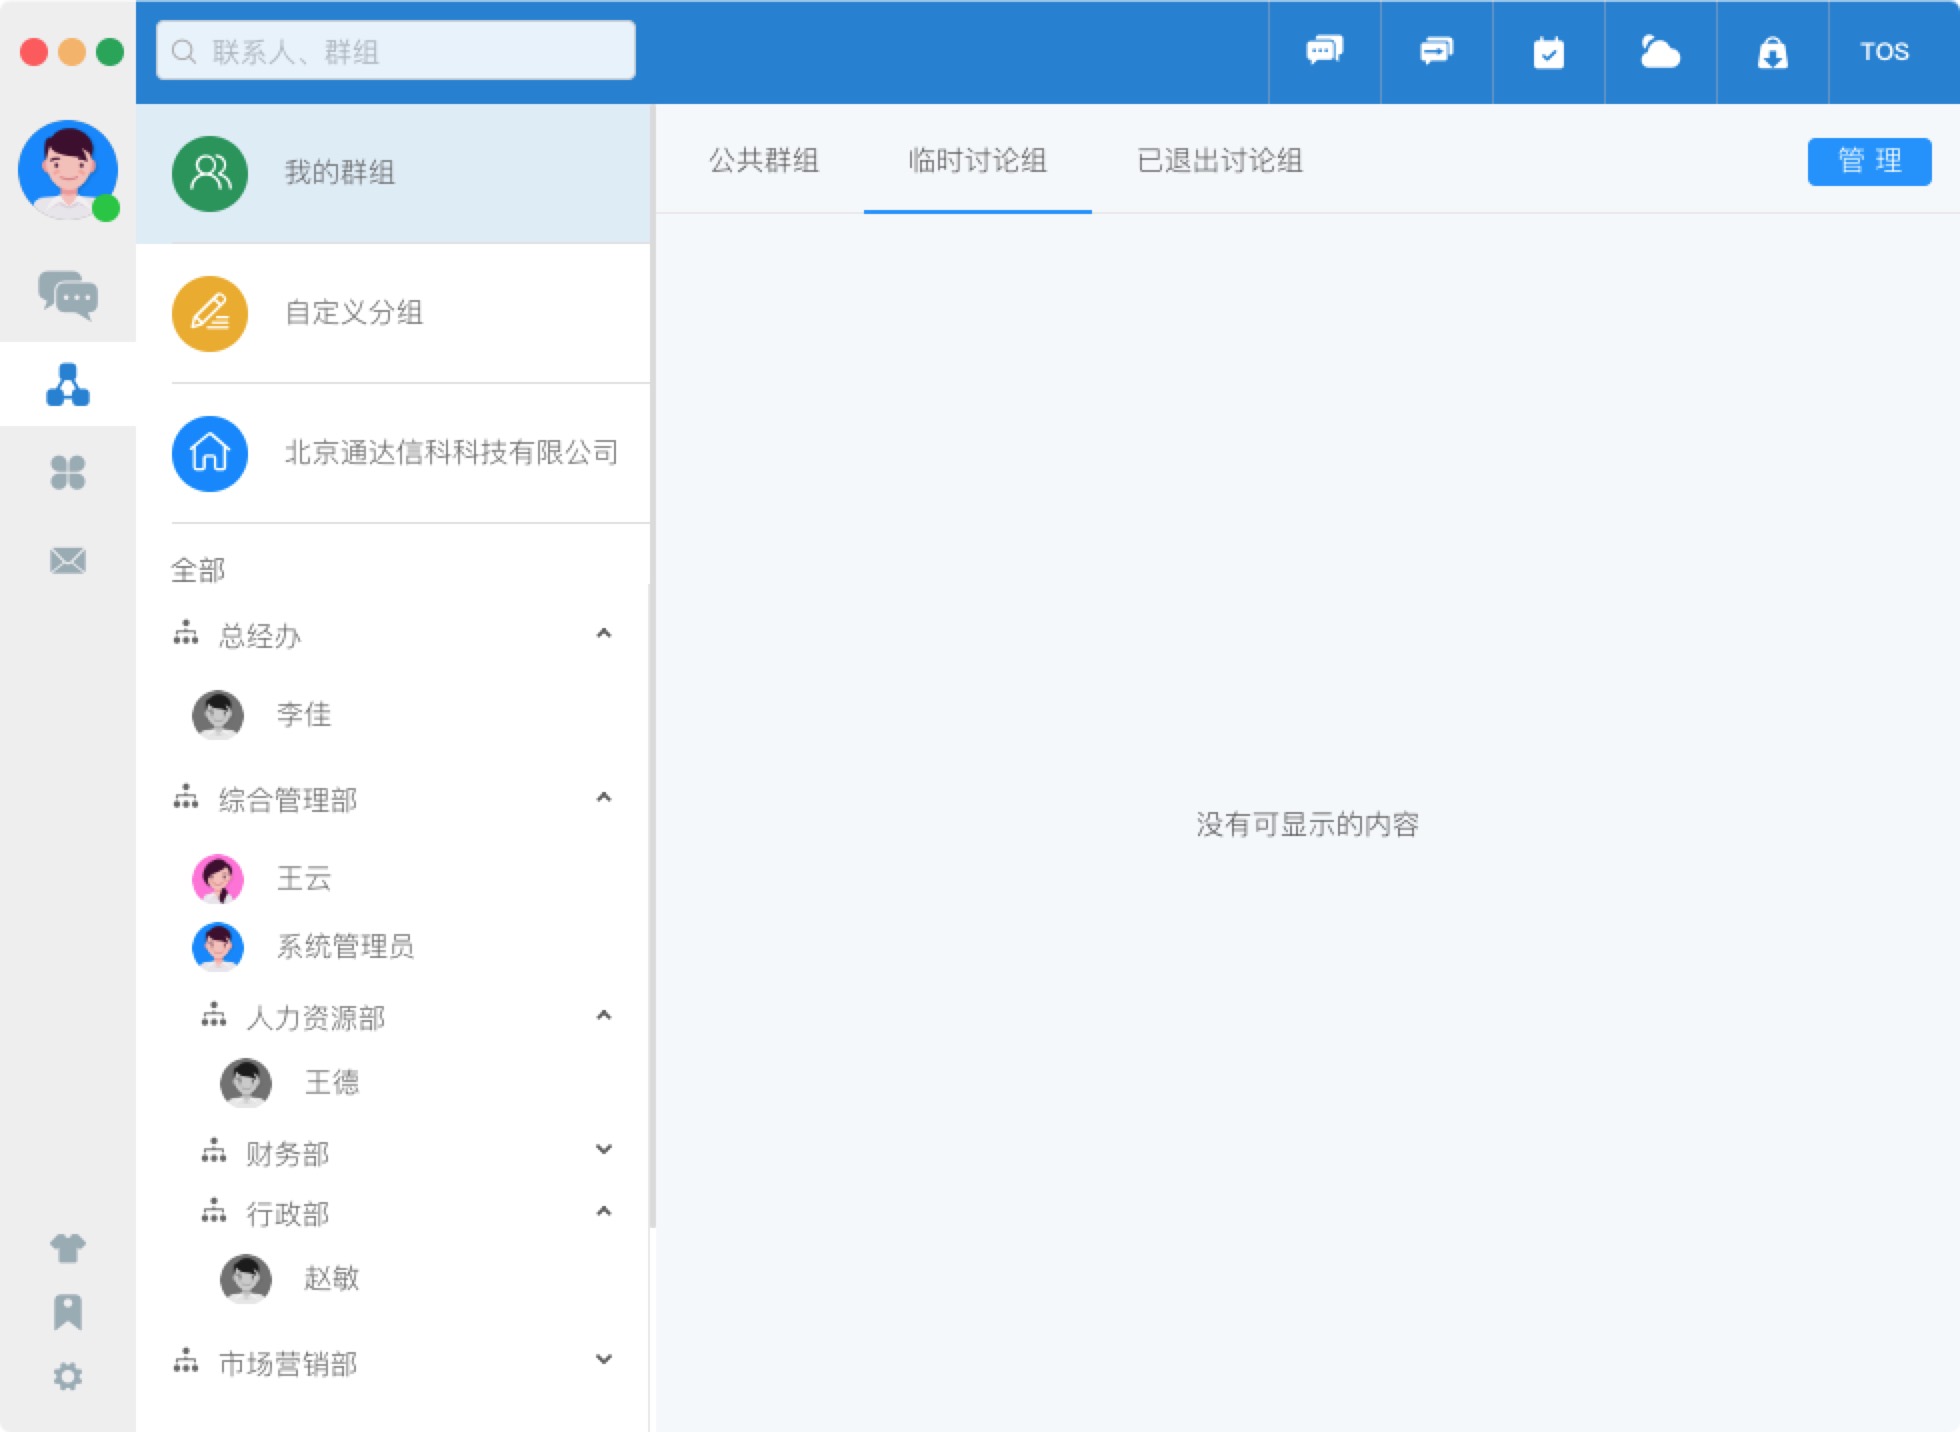 联系人、群组
TOS
我的群组
自定义分组
北京通达信科科技有限公司
全部
总经办
李佳
综合管理部
王云
系统管理员
人力资源部
王德
财务部
行政部
赵敏
市场营销部
公共群组 临时讨论组 已退出讨论组 管理
没有可显示的内容